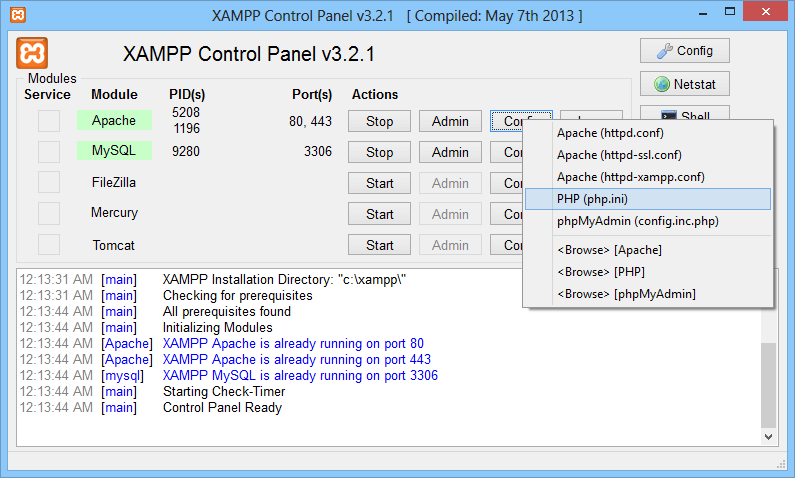 XAMPP Control Panel v3.2.1 [ Compiled: May 7th 2013 ]
XAMPP Control Panel v3.2.1
Config
Netstat
Shell
Modules
Service Module PID(s) Port(s) Actions
Apache 5208 1196 80, 443 Stop Admin
MySQL 9280 3306 Stop Admin
FileZilla Start Admin
Mercury Start Admin
Tomcat Start Admin
Apache (httpd.conf)
Apache (httpd-ssl.conf)
Apache (httpd-xampp.conf)
PHP (php.ini)
phpMyAdmin (config.inc.php)
<Browse> [Apache]
<Browse> [PHP]
<Browse> [phpMyAdmin]
12:13:31 AM [main] XAMPP Installation Directory: "c:\xampp\"
12:13:31 AM [main] Checking for prerequisites
12:13:44 AM [main] All prerequisites found
12:13:44 AM [main] Initializing Modules
12:13:44 AM [Apache] XAMPP Apache is already running on port 80
12:13:44 AM [Apache] XAMPP Apache is already running on port 443
12:13:44 AM [mysql] XAMPP MySQL is already running on port 3306
12:13:44 AM [main] Starting Check-Timer
12:13:44 AM [main] Control Panel Ready